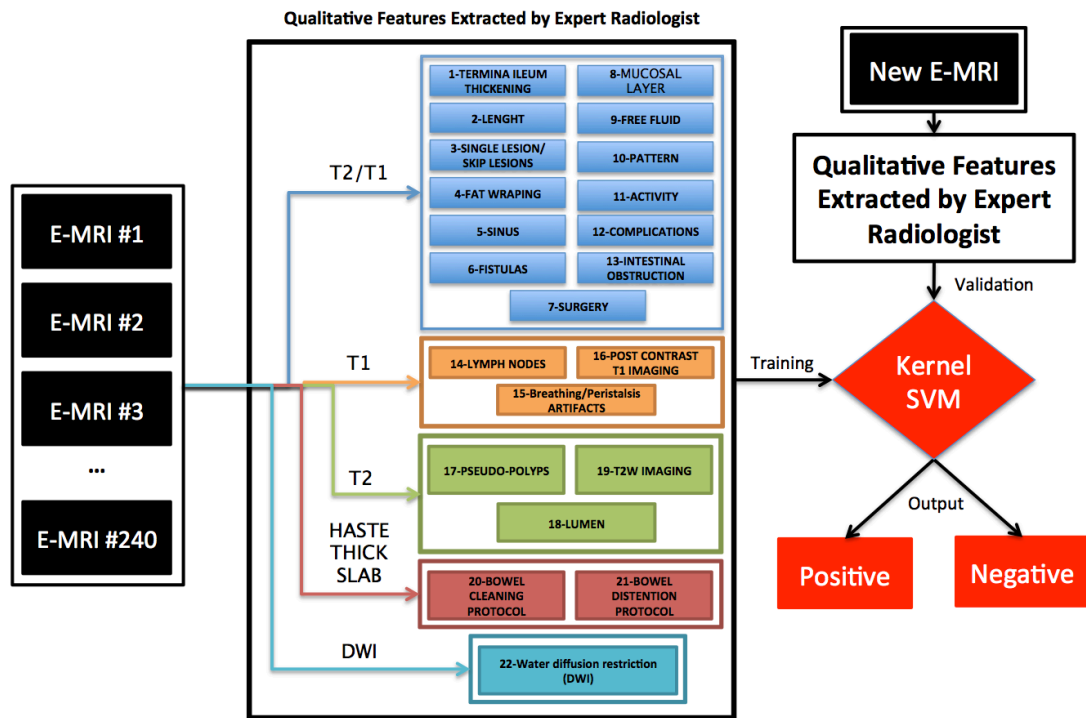 Qualitative Features Extracted by Expert Radiologist
E-MRI #1
E-MRI #2
E-MRI #3
...
E-MRI #240
T2/T1
1-TERMINA ILEUM
THICKENING
2-LENGHT
3-SINGLE LESION/
SKIP LESIONS
4-FAT WRAPING
5-SINUS
6-FISTULAS
8-MUCOSAL
LAYER
9-FREE FLUID
10-PATTERN
11-ACTIVITY
12-COMPLICATIONS
13-INTESTINAL
OBSTRUCTION
7-SURGERY
T1
14-LYMPH NODES
16-POST CONTRAST
T1 IMAGING
15-Breathing/Peristalsis
ARTIFACTS
T2
17-PSEUDO-POLYPS
19-T2W IMAGING
18-LUMEN
HASTE
THICK
SLAB
20-BOWEL
CLEANING
PROTOCOL
21-BOWEL
DISTENTION
PROTOCOL
DWI
22-Water diffusion restriction
(DWI)
New E-MRI
Qualitative Features
Extracted by Expert
Radiologist
Validation
Training
Kernel
SVM
Output
Positive
Negative